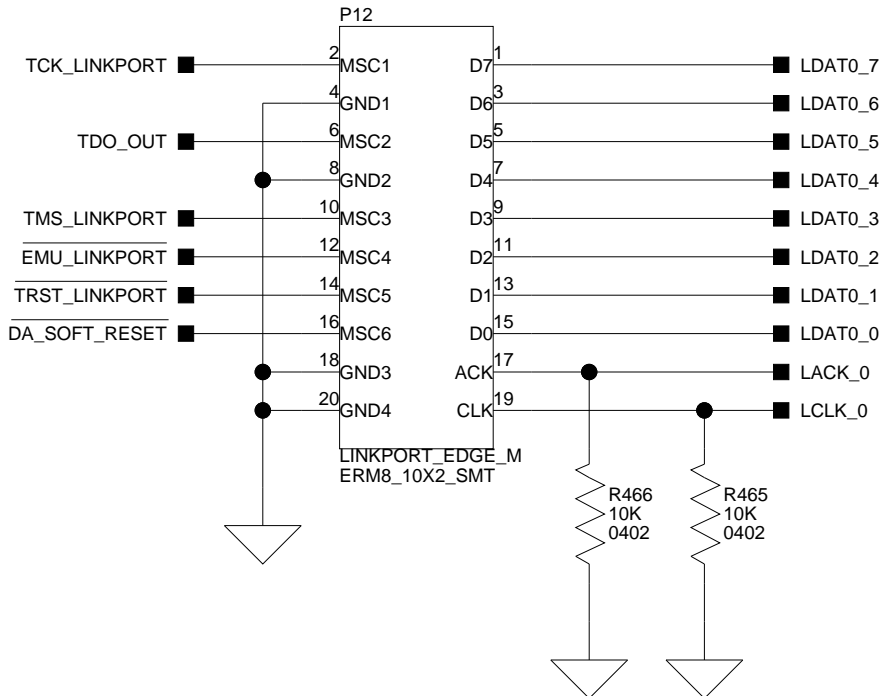 P12
TCK_LINKPORT 2 MSC1 D7 1 LDAT0_7
4 GND1 D6 3 LDAT0_6
TDO_OUT 6 MSC2 D5 5 LDAT0_5
8 GND2 D4 7 LDAT0_4
TMS_LINKPORT 10 MSC3 D3 9 LDAT0_3
EMU_LINKPORT 12 MSC4 D2 11 LDAT0_2
TRST_LINKPORT 14 MSC5 D1 13 LDAT0_1
DA_SOFT_RESET 16 MSC6 D0 15 LDAT0_0
18 GND3 ACK 17 LACK_0
20 GND4 CLK 19 LCLK_0
LINKPORT_EDGE_M
ERM8_10X2_SMT
R466
10K
0402
R465
10K
0402